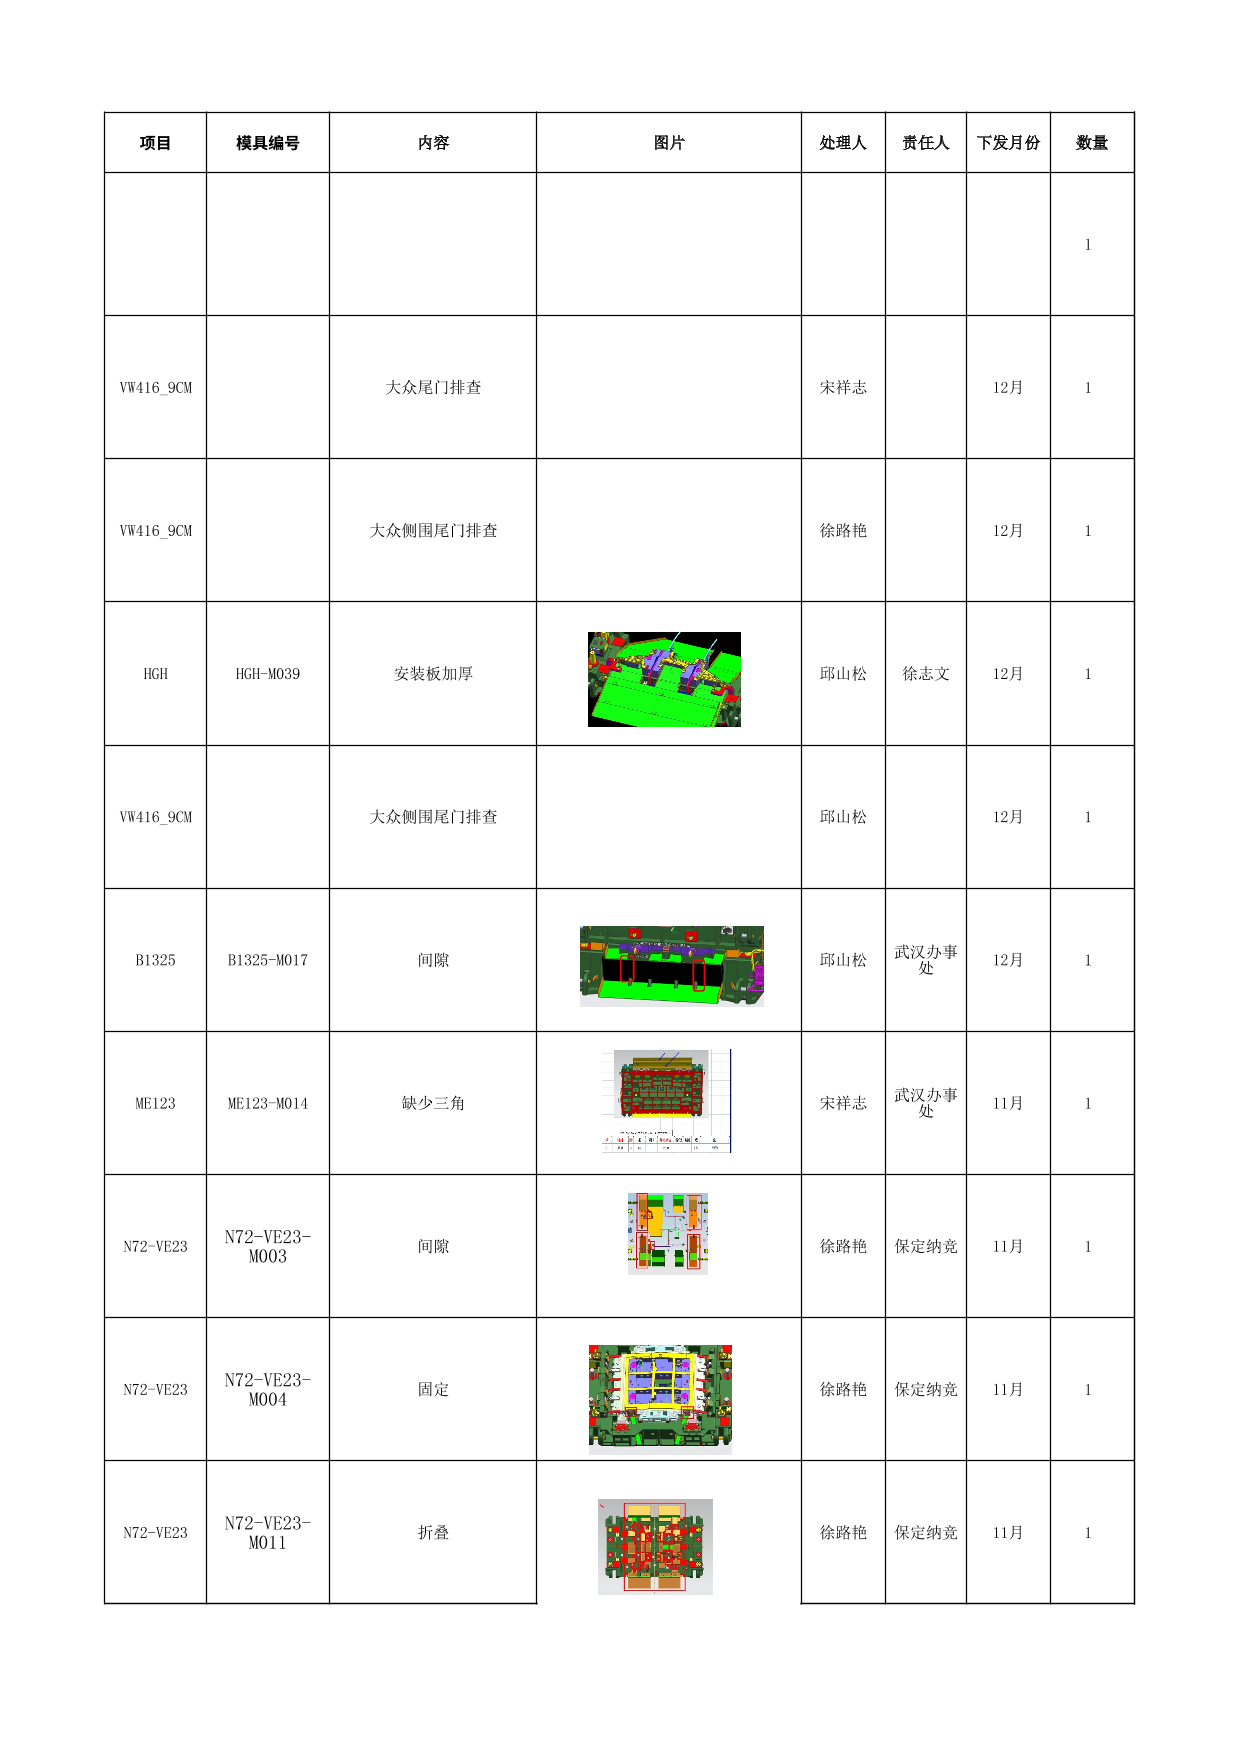 项目 模具编号 内容 图片 处理人 责任人 下发月份 数量
1
VW416_9CM 大众尾门排查 宋祥志 12月 1
VW416_9CM 大众侧围尾门排查 徐路艳 12月 1
HGH HGH-M039 安装板加厚 邱山松 徐志文 12月 1
VW416_9CM 大众侧围尾门排查 邱山松 12月 1
B1325 B1325-M017 间隙 邱山松 武汉办事
处
12月 1
ME123 ME123-M014 缺少三角 宋祥志 武汉办事
处
11月 1
N72-VE23 N72-VE23-
M003
间隙 徐路艳 保定纳竞 11月 1
N72-VE23 N72-VE23-
M004
固定 徐路艳 保定纳竞 11月 1
N72-VE23 N72-VE23-
M011
折叠 徐路艳 保定纳竞 11月 1